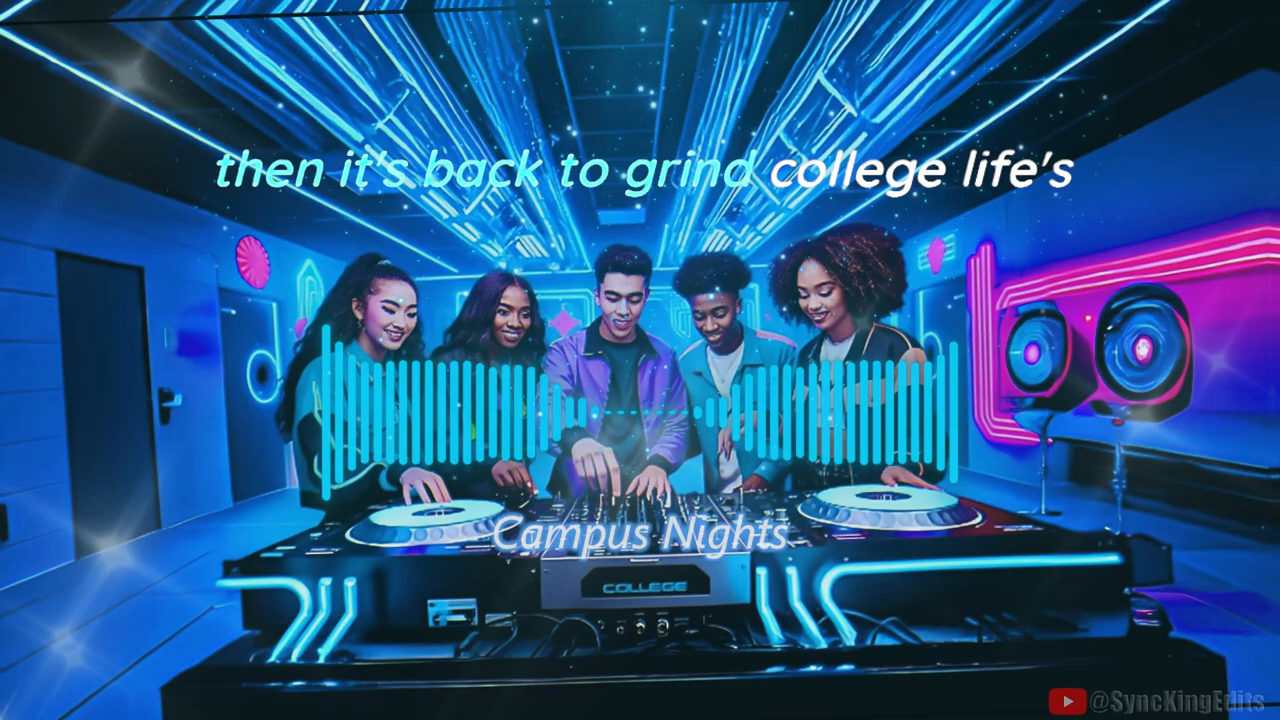 then it's back to grind college life's
Campus Nights
COLLEGE
@SyncKingEdits